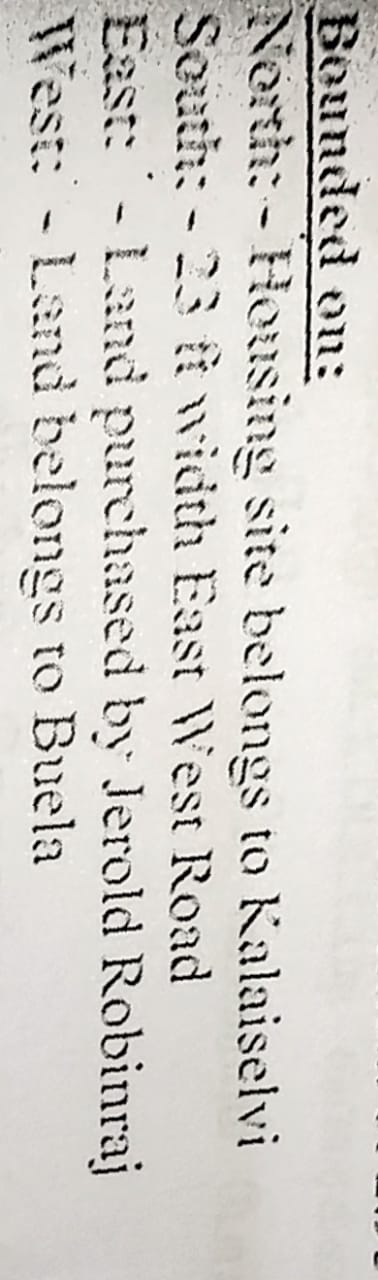 Bounded on:
North: - Housing site belongs to Kalaiselvi
South: - 23 ft width East West Road
East: - Land purchased by Jerold Robinraj
West: - Land belongs to Buela